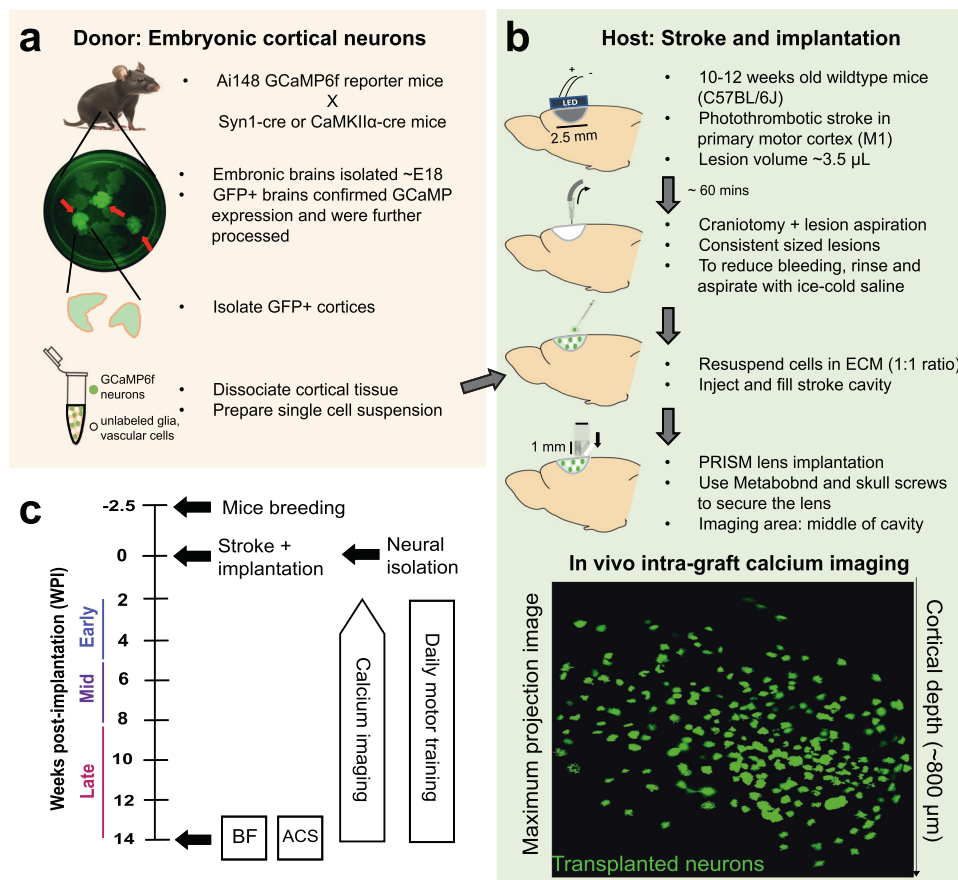 a
Donor: Embryonic cortical neurons
• Ai148 GCaMP6f reporter mice
X
Syn1-cre or CaMKIIα-cre mice
• Embronic brains isolated ~E18
• GFP+ brains confirmed GCaMP
expression and were further
processed
• Isolate GFP+ cortices
GCaMP6f
neurons
unlabeled glia,
vascular cells
• Dissociate cortical tissue
• Prepare single cell suspension
b
Host: Stroke and implantation
+ -
LED
2.5 mm
• 10-12 weeks old wildtype mice
(C57BL/6J)
• Photothrombotic stroke in
primary motor cortex (M1)
• Lesion volume ~3.5 µL
~ 60 mins
• Craniotomy + lesion aspiration
• Consistent sized lesions
• To reduce bleeding, rinse and
aspirate with ice-cold saline
• Resuspend cells in ECM (1:1 ratio)
• Inject and fill stroke cavity
1 mm
• PRISM lens implantation
• Use Metabobnd and skull screws
to secure the lens
• Imaging area: middle of cavity
In vivo intra-graft calcium imaging
Maximum projection image
Cortical depth (~800 µm)
Transplanted neurons
c
Weeks post-implantation (WPI)
Early
Mid
Late
-2.5
0
2
4
6
8
10
12
14
Mice breeding
Stroke +
implantation
Neural
isolation
Calcium imaging
Daily motor training
BF
ACS